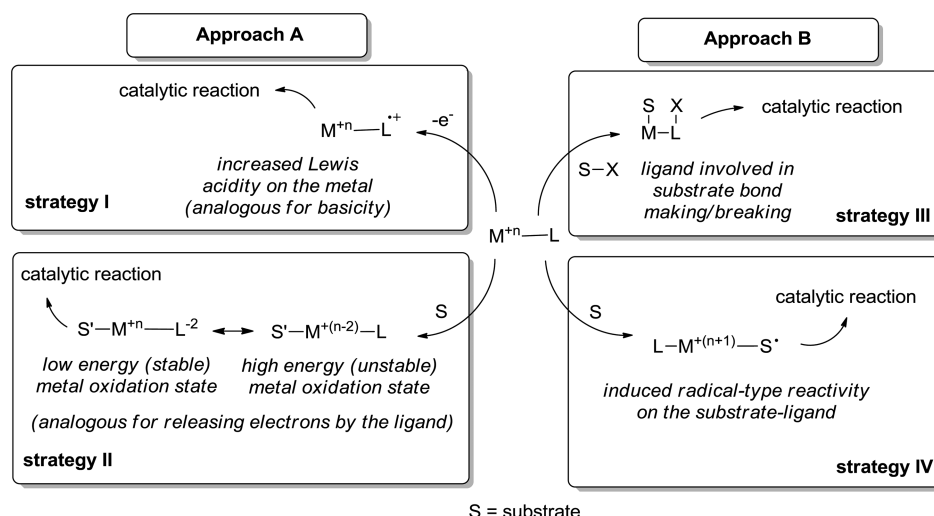 Approach A
catalytic reaction
M+n—L•+
-e-
increased Lewis
acidity on the metal
(analogous for basicity)
strategy I
catalytic reaction
S
S'—M+n—L-2 ↔ S'—M+(n-2)—L
low energy (stable)
metal oxidation state
high energy (unstable)
metal oxidation state
(analogous for releasing electrons by the ligand)
strategy II
M+n—L
Approach B
S X
M—L
catalytic reaction
S—X
ligand involved in
substrate bond
making/breaking
strategy III
S
catalytic reaction
L—M+(n+1)—S•
induced radical-type reactivity
on the substrate-ligand
strategy IV
S = substrate